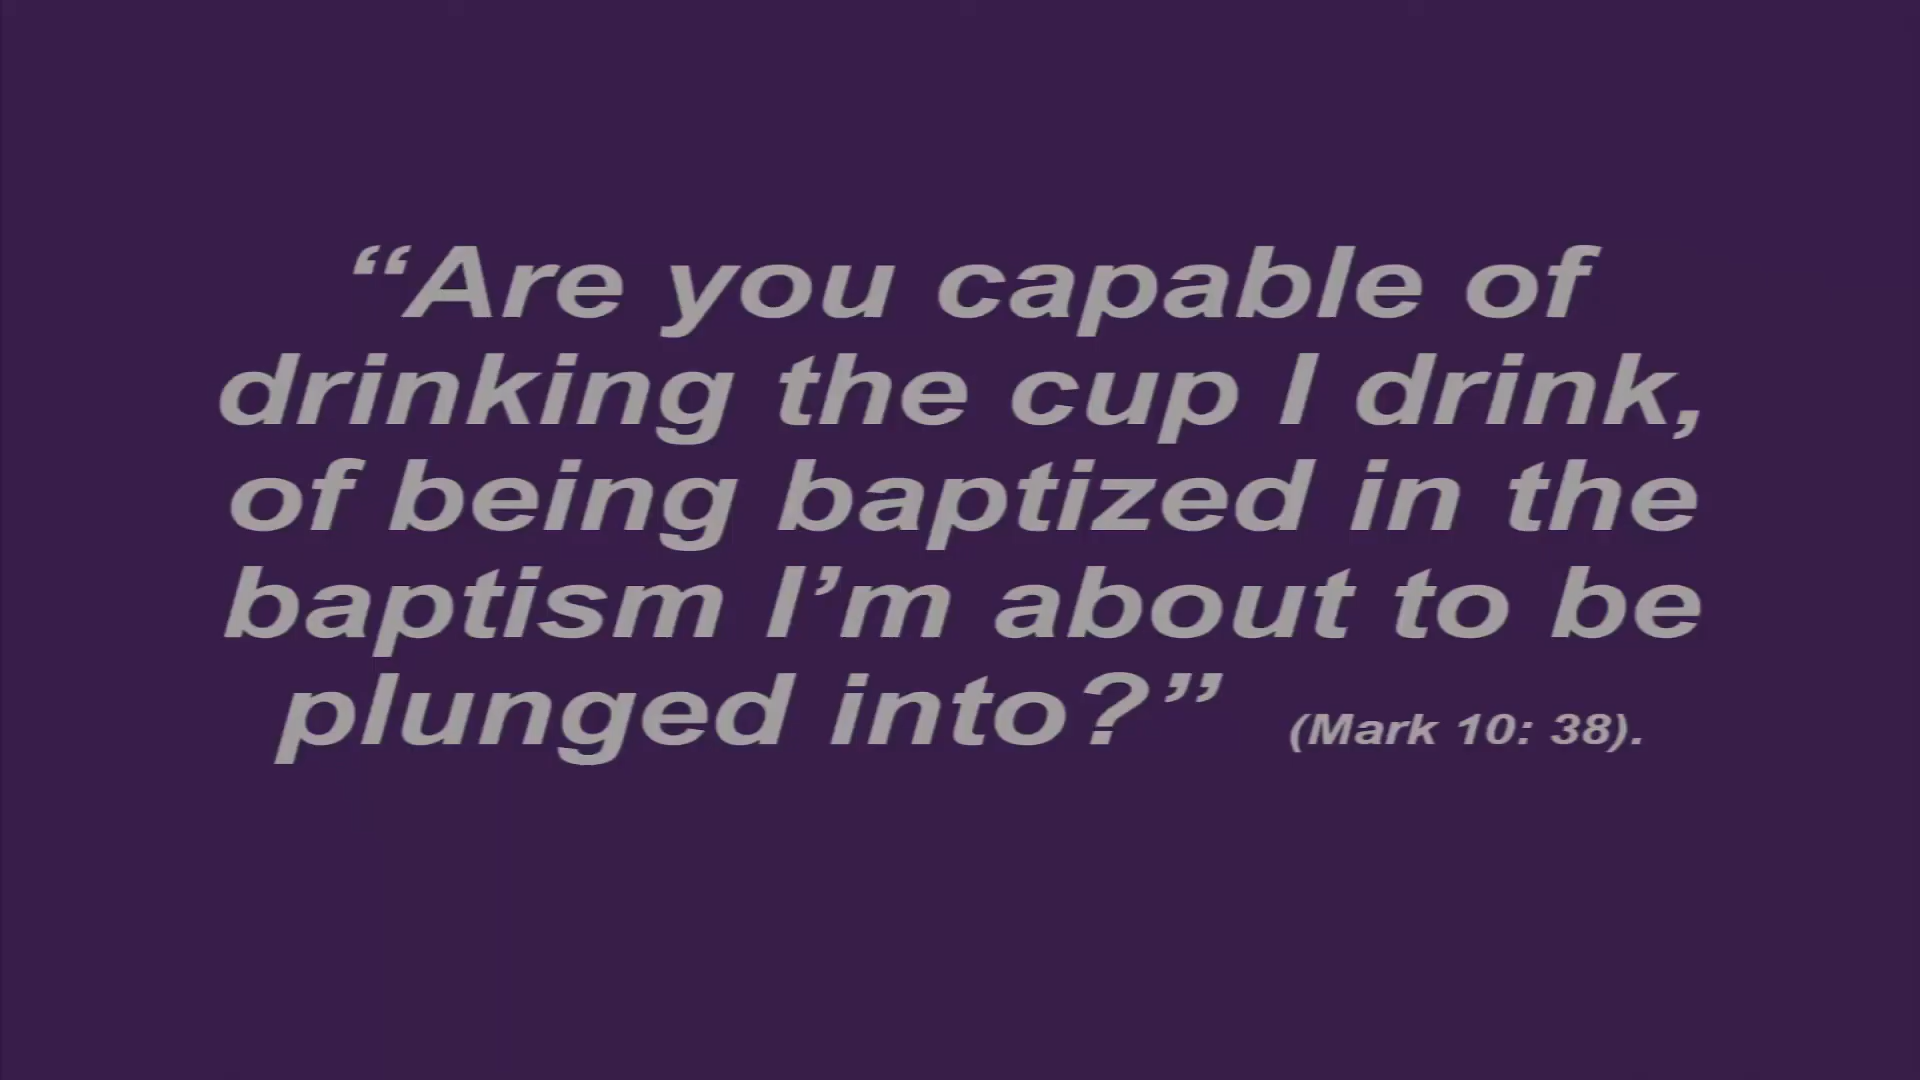 “Are you capable of
drinking the cup I drink,
of being baptized in the
baptism I’m about to be
plunged into?” (Mark 10: 38).